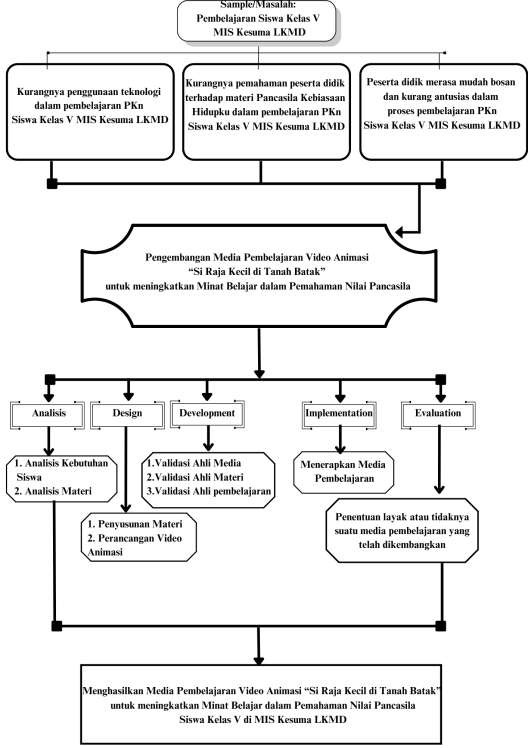 Sample/Masalah:
Pembelajaran Siswa Kelas V
MIS Kesuma LKMD
Kurangnya penggunaan teknologi
dalam pembelajaran PKn
Siswa Kelas V MIS Kesuma LKMD
Kurangnya pemahaman peserta didik
terhadap materi Pancasila Kebiasaan
Hidupku dalam pembelajaran PKn
Siswa Kelas V MIS Kesuma LKMD
Peserta didik merasa mudah bosan
dan kurang antusias dalam
proses pembelajaran PKn
Siswa Kelas V MIS Kesuma LKMD
Pengembangan Media Pembelajaran Video Animasi
“Si Raja Kecil di Tanah Batak”
untuk meningkatkan Minat Belajar dalam Pemahaman Nilai Pancasila
Analisis
Design
Development
Implementation
Evaluation
1. Analisis Kebutuhan
Siswa
2. Analisis Materi
1. Penyusunan Materi
2. Perancangan Video
Animasi
1.Validasi Ahli Media
2.Validasi Ahli Materi
3.Validasi Ahli pembelajaran
Menerapkan Media
Pembelajaran
Penentuan layak atau tidaknya
suatu media pembelajaran yang
telah dikembangkan
Menghasilkan Media Pembelajaran Video Animasi “Si Raja Kecil di Tanah Batak”
untuk meningkatkan Minat Belajar dalam Pemahaman Nilai Pancasila
Siswa Kelas V di MIS Kesuma LKMD